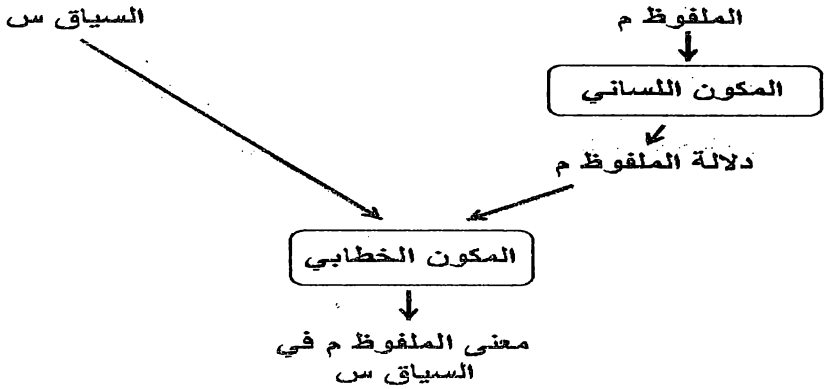 الملفوظ م
السياق س
المكون اللساني
دلالة الملفوظ م
المكون الخطابي
معنى الملفوظ م في
السياق س